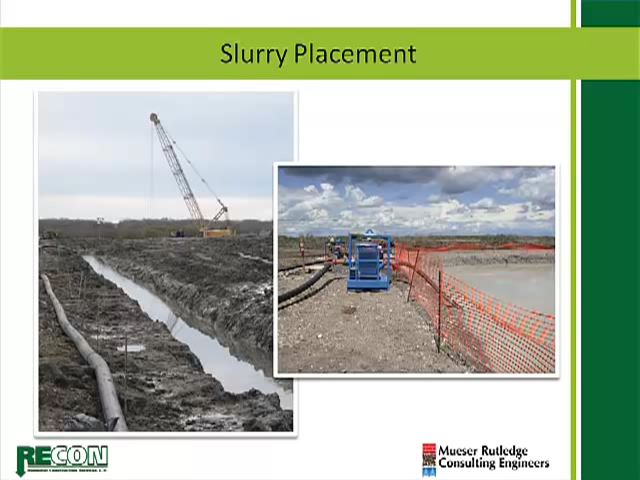 Slurry Placement
RECON
Mueser Rutledge
Consulting Engineers